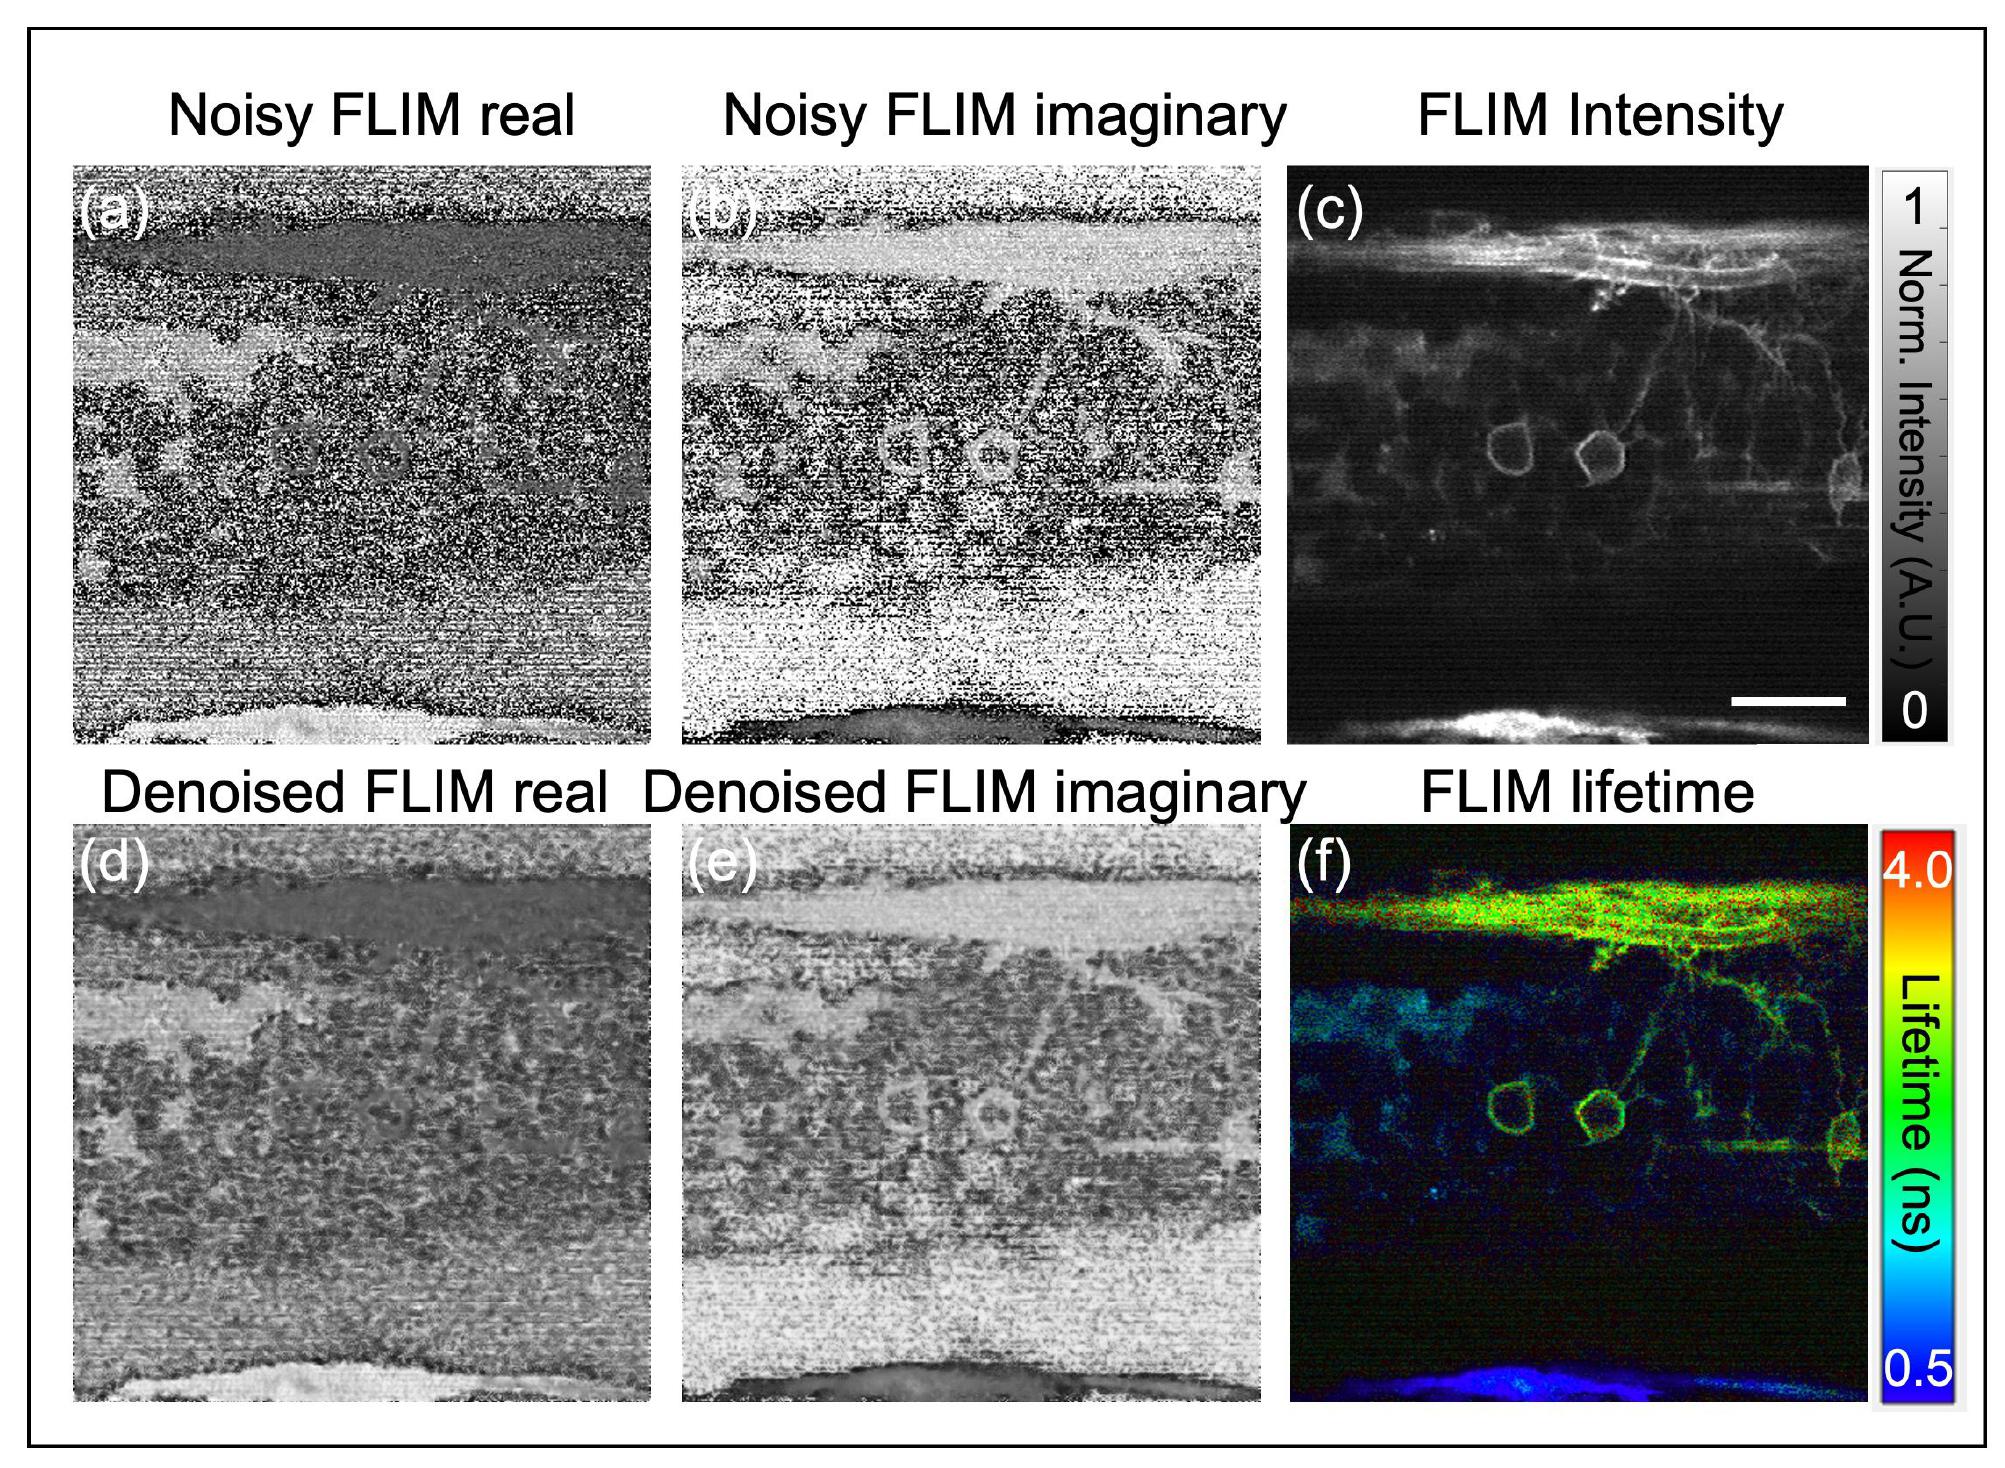 Noisy FLIM real
Noisy FLIM imaginary
FLIM Intensity
(a)
(b)
(c)
1
Norm. Intensity (A.U.)
0
Denoised FLIM real
Denoised FLIM imaginary
FLIM lifetime
(d)
(e)
(f)
4.0
Lifetime (ns)
0.5